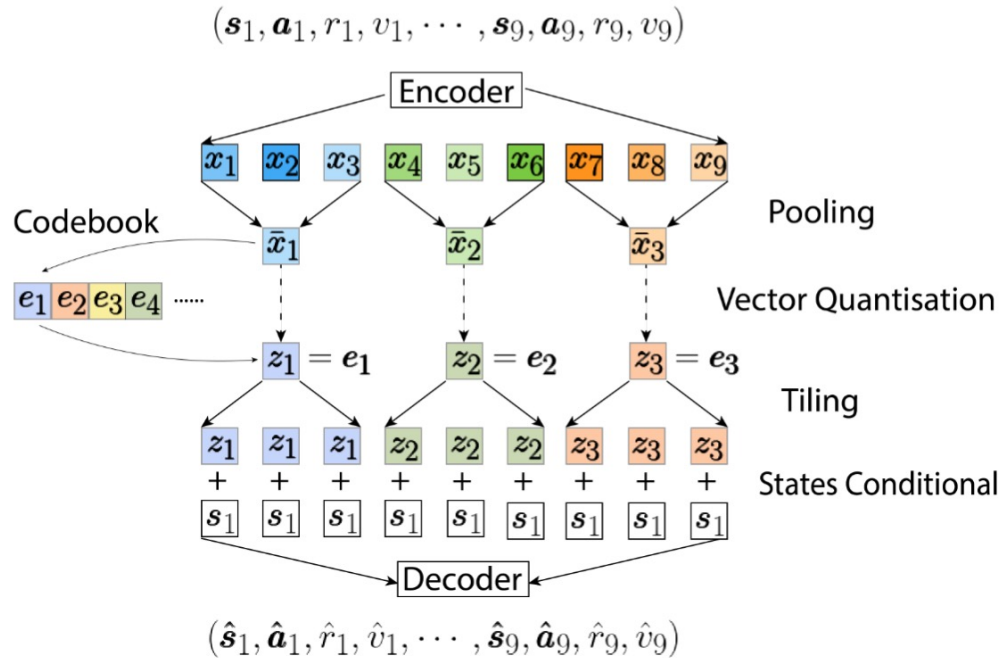 (s₁, a₁, r₁, v₁, ⋯ , s₉, a₉, r₉, v₉)
Encoder
x₁ x₂ x₃ x₄ x₅ x₆ x₇ x₈ x₉
Pooling
Codebook
x̄₁ x̄₂ x̄₃
e₁ e₂ e₃ e₄ ......
Vector Quantisation
z₁ = e₁ z₂ = e₂ z₃ = e₃
Tiling
z₁ z₁ z₁ z₂ z₂ z₂ z₃ z₃ z₃
+ + + + + + + + +
States Conditional
s₁ s₁ s₁ s₁ s₁ s₁ s₁ s₁ s₁
Decoder
(ŝ₁, â₁, r̂₁, v̂₁, ⋯ , ŝ₉, â₉, r̂₉, v̂₉)